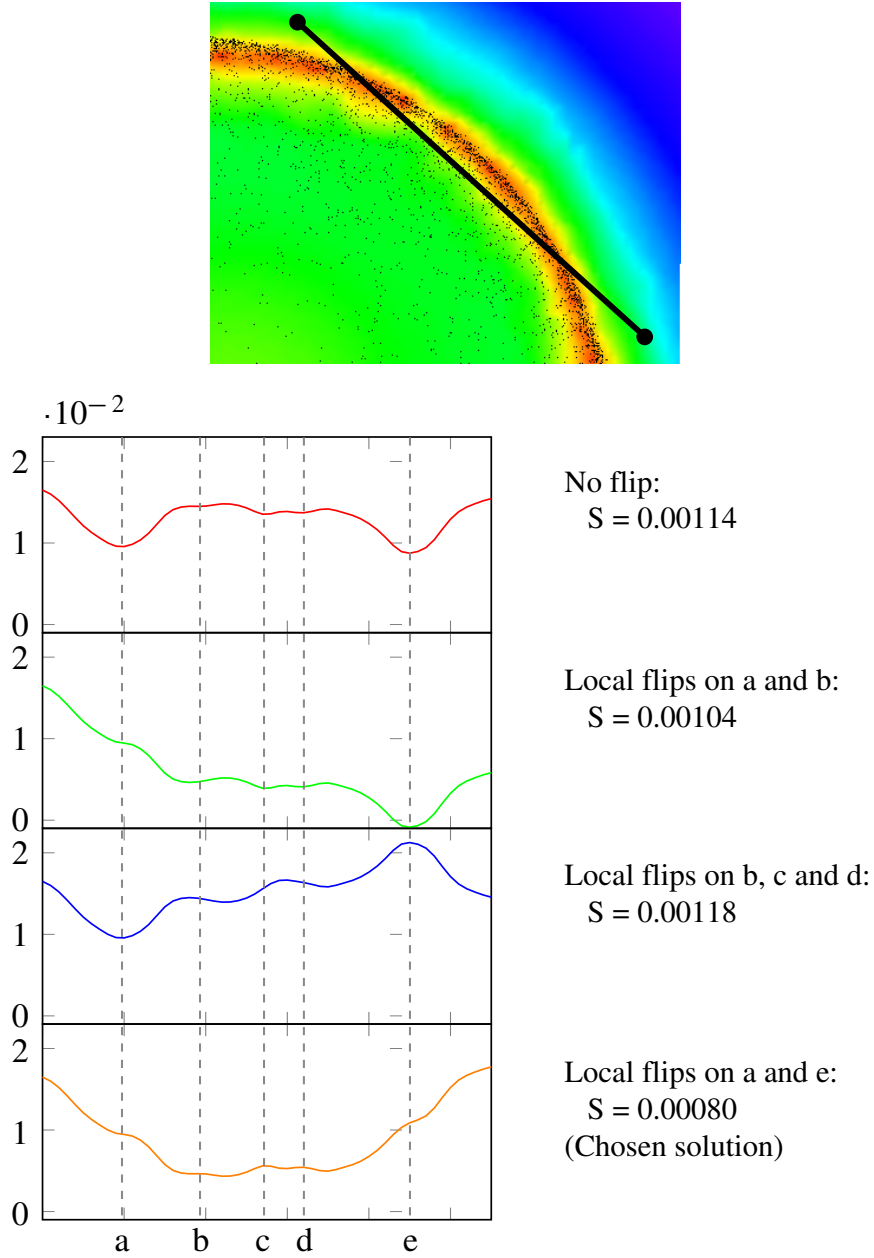 ·10−2
2
1
0
No flip:
S = 0.00114
2
1
0
Local flips on a and b:
S = 0.00104
2
1
0
Local flips on b, c and d:
S = 0.00118
2
1
0
Local flips on a and e:
S = 0.00080
(Chosen solution)
a b c d e